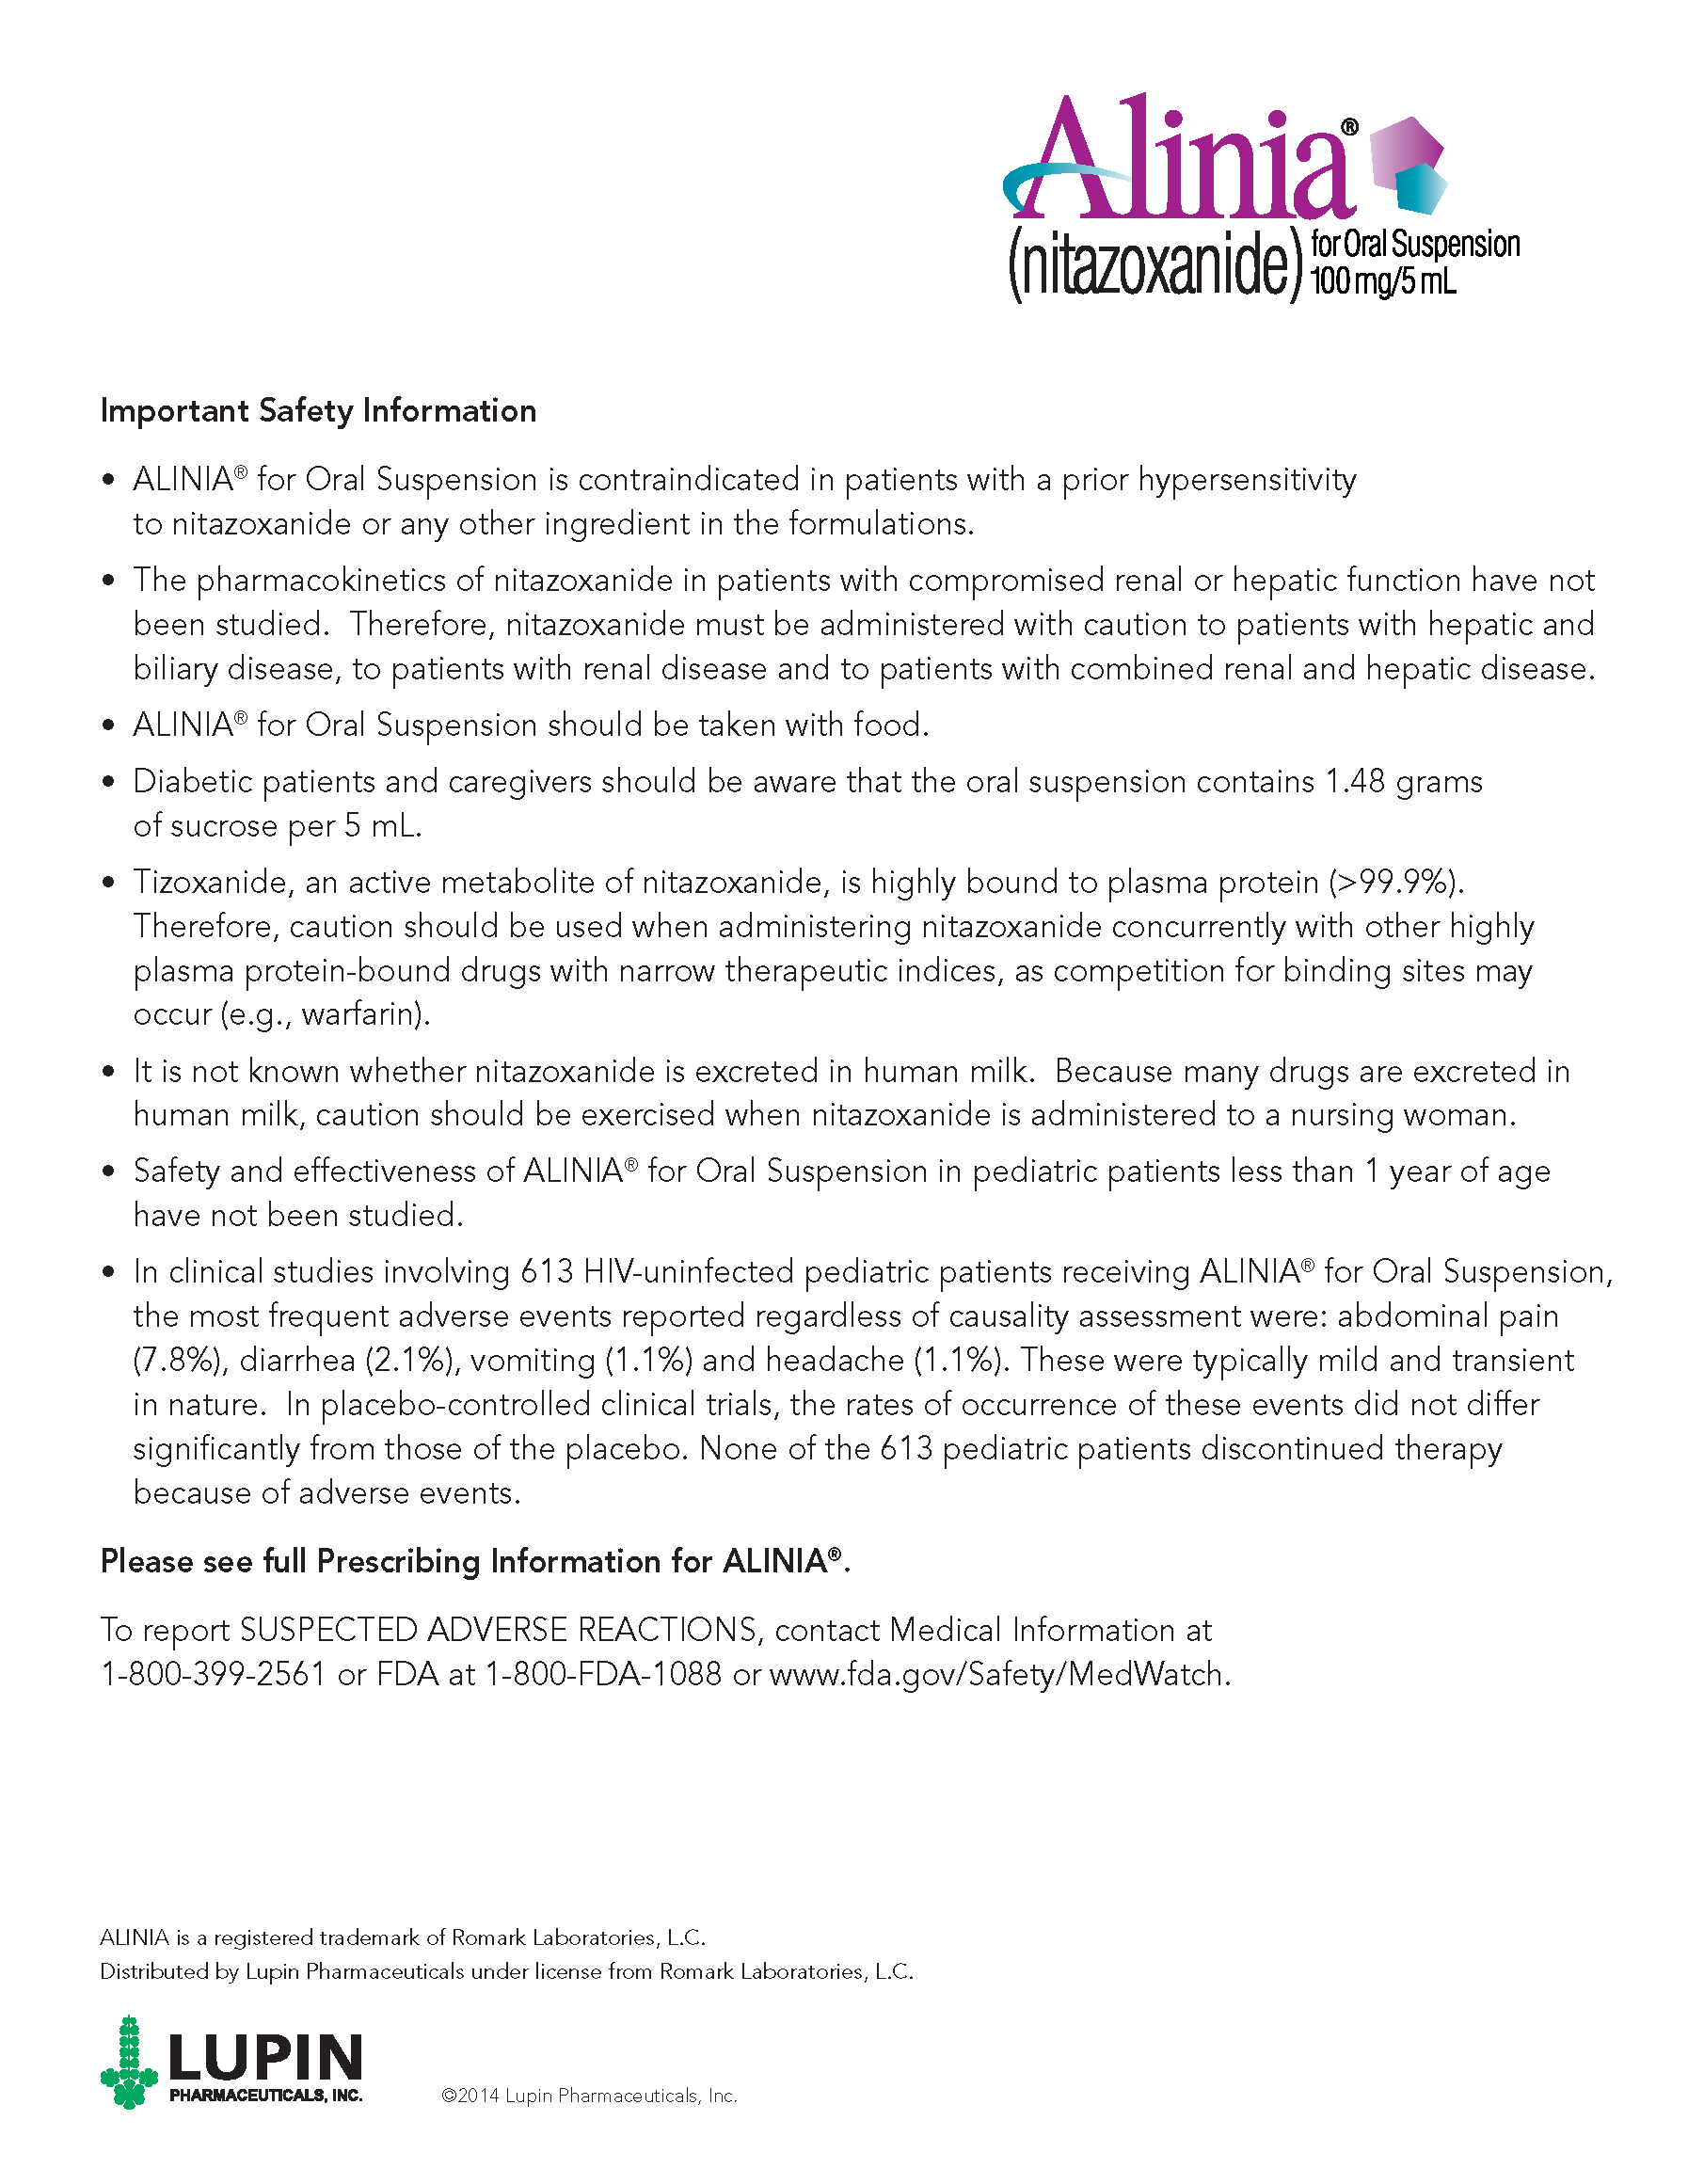 Alinia®
(nitazoxanide) for Oral Suspension
100 mg/5 mL
Important Safety Information
• ALINIA® for Oral Suspension is contraindicated in patients with a prior hypersensitivity
to nitazoxanide or any other ingredient in the formulations.
• The pharmacokinetics of nitazoxanide in patients with compromised renal or hepatic function have not
been studied.  Therefore, nitazoxanide must be administered with caution to patients with hepatic and
biliary disease, to patients with renal disease and to patients with combined renal and hepatic disease.
• ALINIA® for Oral Suspension should be taken with food.
• Diabetic patients and caregivers should be aware that the oral suspension contains 1.48 grams
of sucrose per 5 mL.
• Tizoxanide, an active metabolite of nitazoxanide, is highly bound to plasma protein (>99.9%).
Therefore, caution should be used when administering nitazoxanide concurrently with other highly
plasma protein-bound drugs with narrow therapeutic indices, as competition for binding sites may
occur (e.g., warfarin).
• It is not known whether nitazoxanide is excreted in human milk.  Because many drugs are excreted in
human milk, caution should be exercised when nitazoxanide is administered to a nursing woman.
• Safety and effectiveness of ALINIA® for Oral Suspension in pediatric patients less than 1 year of age
have not been studied.
• In clinical studies involving 613 HIV-uninfected pediatric patients receiving ALINIA® for Oral Suspension,
the most frequent adverse events reported regardless of causality assessment were: abdominal pain
(7.8%), diarrhea (2.1%), vomiting (1.1%) and headache (1.1%). These were typically mild and transient
in nature.  In placebo-controlled clinical trials, the rates of occurrence of these events did not differ
significantly from those of the placebo. None of the 613 pediatric patients discontinued therapy
because of adverse events.
Please see full Prescribing Information for ALINIA®.
To report SUSPECTED ADVERSE REACTIONS, contact Medical Information at
1-800-399-2561 or FDA at 1-800-FDA-1088 or www.fda.gov/Safety/MedWatch.
ALINIA is a registered trademark of Romark Laboratories, L.C.
Distributed by Lupin Pharmaceuticals under license from Romark Laboratories, L.C.
LUPIN
PHARMACEUTICALS, INC.
©2014 Lupin Pharmaceuticals, Inc.